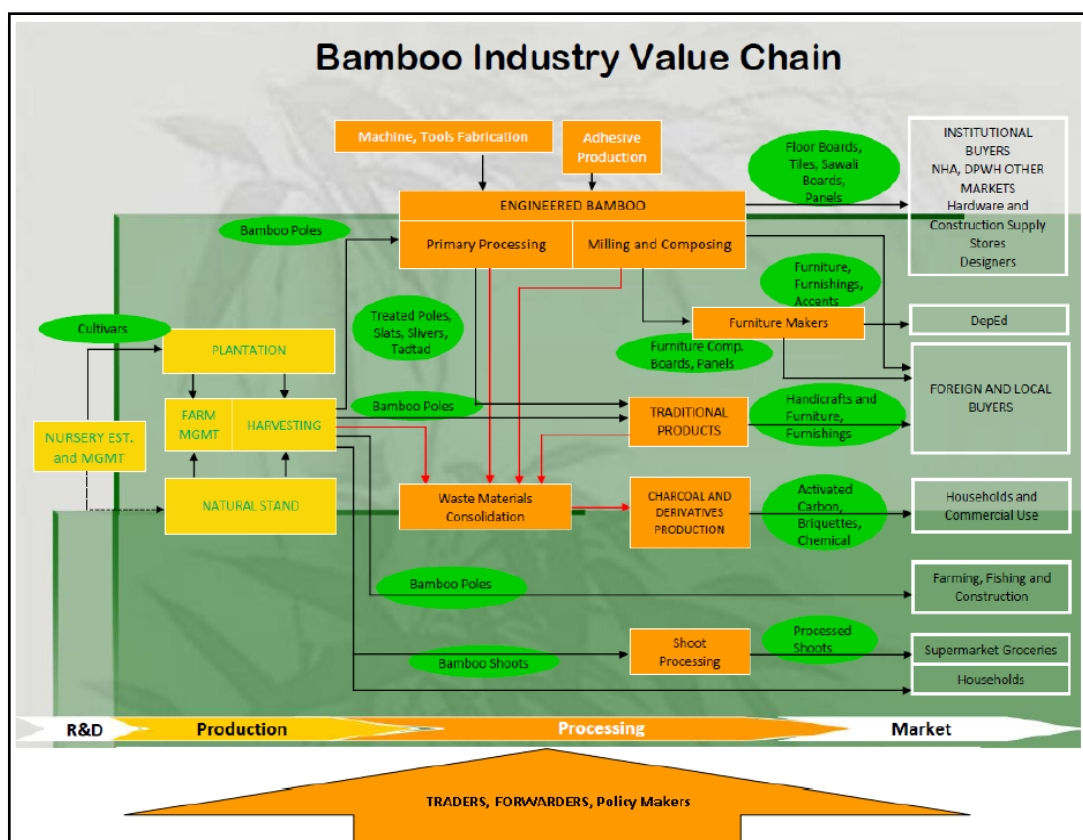 Bamboo Industry Value Chain
Machine, Tools Fabrication
Adhesive
Production
Floor Boards,
Tiles, Sawali
Boards,
Panels
INSTITUTIONAL
BUYERS
NHA, DPWH OTHER
MARKETS
Hardware and
Construction Supply
Stores
Designers
ENGINEERED BAMBOO
Bamboo Poles
Primary Processing
Milling and Composing
Furniture,
Furnishings,
Accents
Treated Poles,
Slats, Slivers,
Tadtad
Furniture Makers
DepEd
Cultivars
PLANTATION
Furniture Comp.
Boards, Panels
FOREIGN AND LOCAL
BUYERS
Bamboo Poles
FARM
MGMT
HARVESTING
TRADITIONAL
PRODUCTS
Handicrafts and
Furniture,
Furnishings
NURSERY EST.
and MGMT
NATURAL STAND
Waste Materials
Consolidation
CHARCOAL AND
DERIVATIVES
PRODUCTION
Activated
Carbon,
Briquettes,
Chemical
Households and
Commercial Use
Bamboo Poles
Farming, Fishing and
Construction
Bamboo Shoots
Shoot
Processing
Processed
Shoots
Supermarket Groceries
Households
R&D
Production
Processing
Market
TRADERS, FORWARDERS, Policy Makers